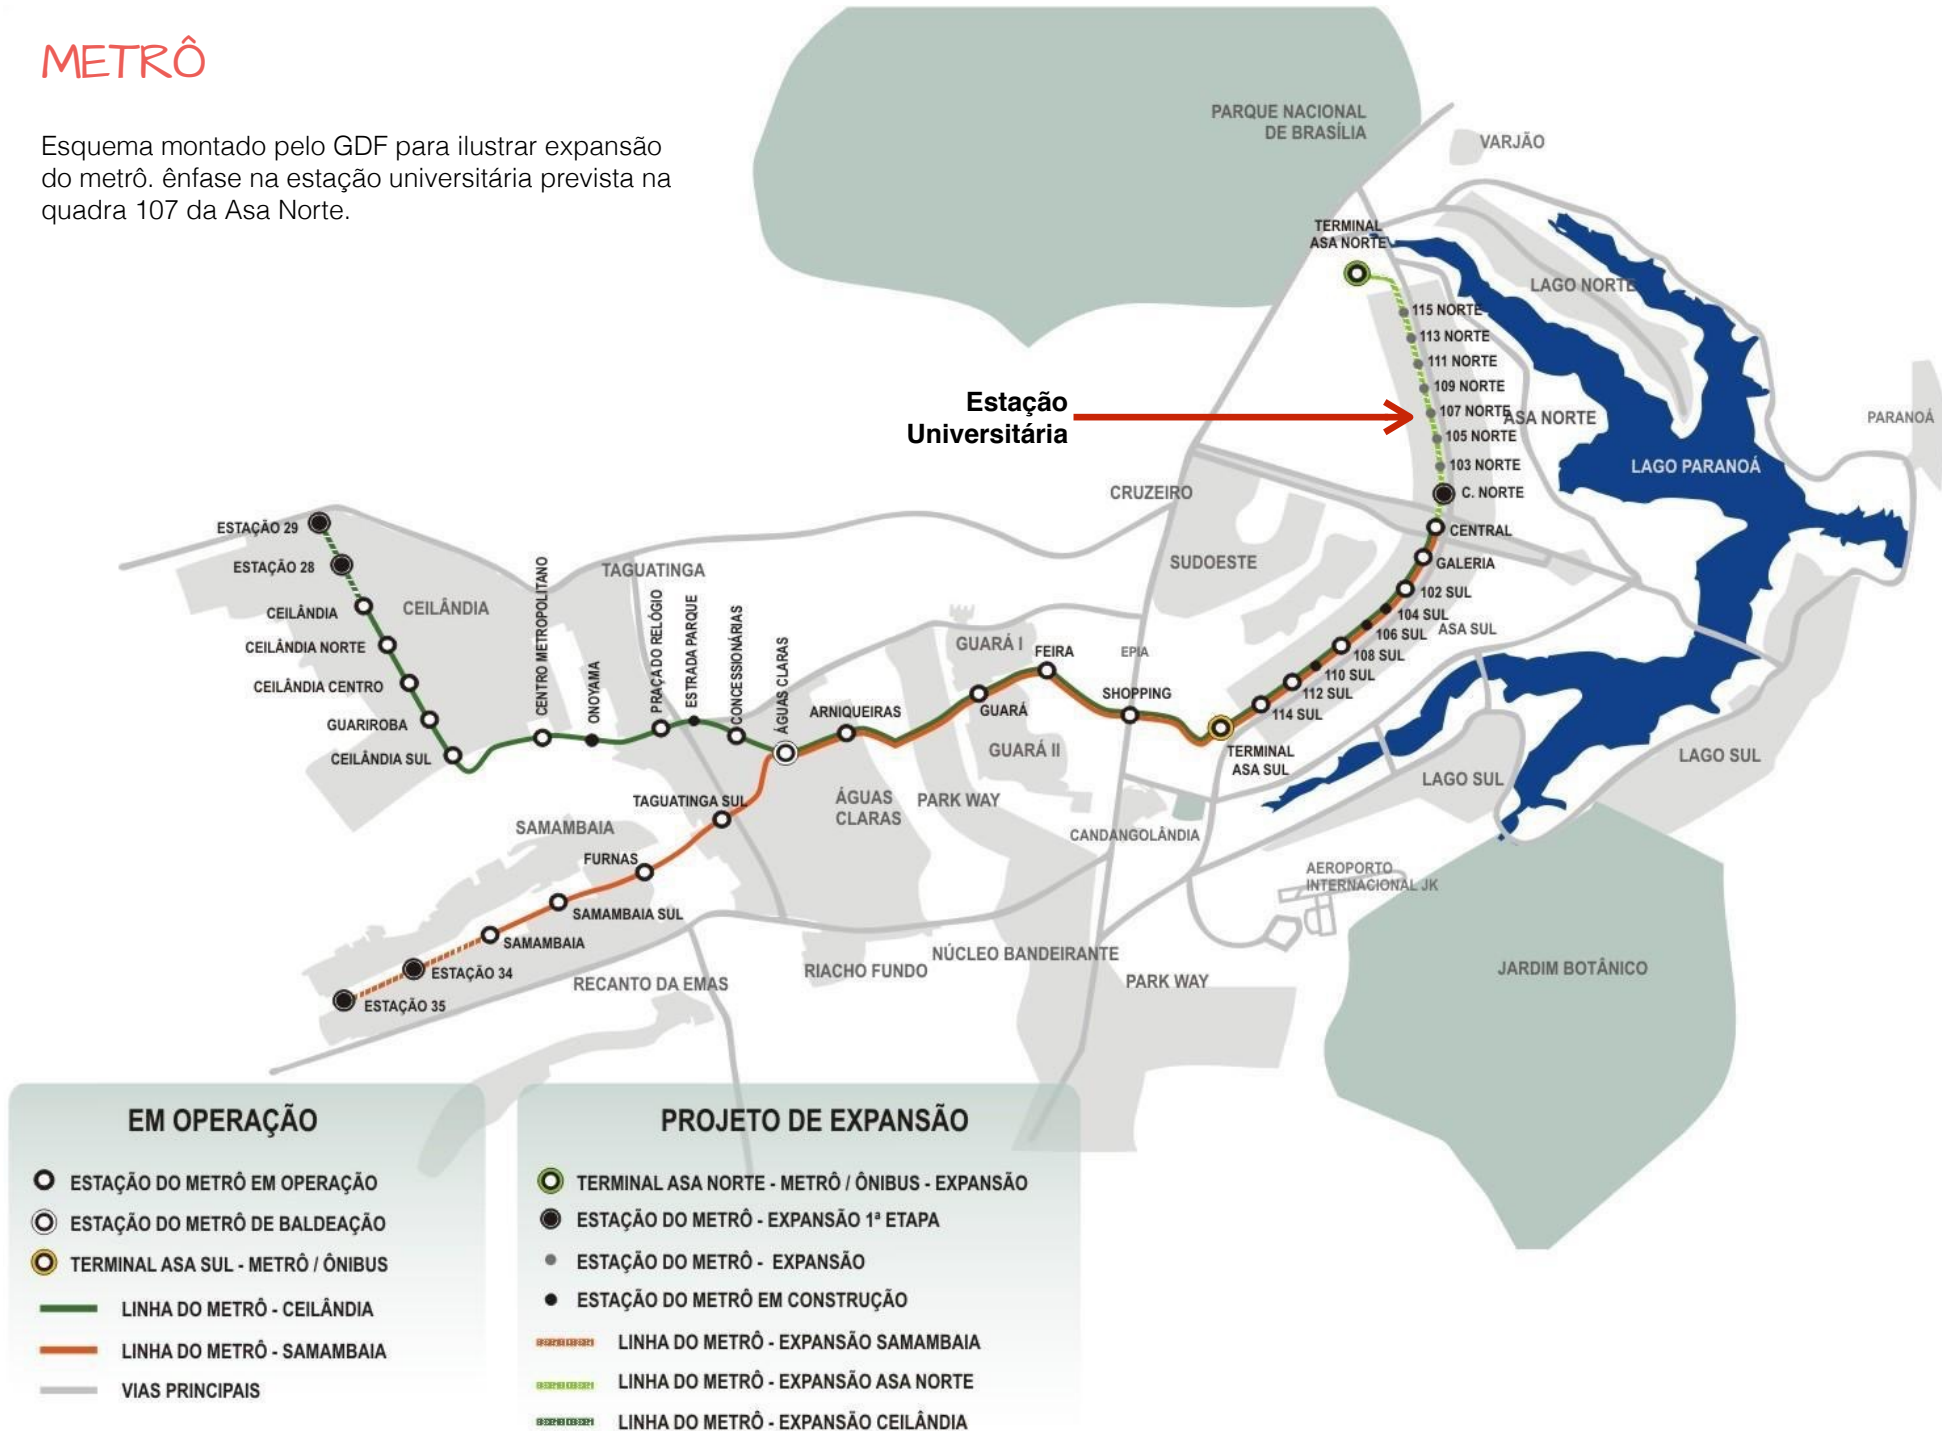 METRÔ
Esquema montado pelo GDF para ilustrar expansão
do metrô. ênfase na estação universitária prevista na
quadra 107 da Asa Norte.
PARQUE NACIONAL
DE BRASÍLIA
VARJÃO
TERMINAL
ASA NORTE
LAGO NORTE
115 NORTE
113 NORTE
111 NORTE
109 NORTE
107 NORTE
105 NORTE
103 NORTE
C. NORTE
ASA NORTE
Estação
Universitária
PARANOÁ
LAGO PARANOÁ
CRUZEIRO
CENTRAL
GALERIA
SUDOESTE
102 SUL
104 SUL
106 SUL
ASA SUL
108 SUL
110 SUL
112 SUL
114 SUL
ESTAÇÃO 29
ESTAÇÃO 28
CEILÂNDIA
CEILÂNDIA
CEILÂNDIA NORTE
CEILÂNDIA CENTRO
GUARIROBA
CEILÂNDIA SUL
TAGUATINGA
CENTRO METROPOLITANO
ONOYAMA
PRAÇA DO RELÓGIO
ESTRADA PARQUE
CONCESSIONÁRIAS
ÁGUAS CLARAS
ARNIQUEIRAS
GUARÁ I
FEIRA
EPIA
GUARÁ
SHOPPING
GUARÁ II
TERMINAL
ASA SUL
LAGO SUL
LAGO SUL
TAGUATINGA SUL
ÁGUAS
CLARAS
PARK WAY
SAMAMBAIA
CANDANGOLÂNDIA
FURNAS
AEROPORTO
INTERNACIONAL JK
SAMAMBAIA SUL
SAMAMBAIA
ESTAÇÃO 34
ESTAÇÃO 35
RECANTO DA EMAS
RIACHO FUNDO
NÚCLEO BANDEIRANTE
PARK WAY
JARDIM BOTÂNICO
EM OPERAÇÃO
ESTAÇÃO DO METRÔ EM OPERAÇÃO
ESTAÇÃO DO METRÔ DE BALDEAÇÃO
TERMINAL ASA SUL - METRÔ / ÔNIBUS
LINHA DO METRÔ - CEILÂNDIA
LINHA DO METRÔ - SAMAMBAIA
VIAS PRINCIPAIS
PROJETO DE EXPANSÃO
TERMINAL ASA NORTE - METRÔ / ÔNIBUS - EXPANSÃO
ESTAÇÃO DO METRÔ - EXPANSÃO 1ª ETAPA
ESTAÇÃO DO METRÔ - EXPANSÃO
ESTAÇÃO DO METRÔ EM CONSTRUÇÃO
LINHA DO METRÔ - EXPANSÃO SAMAMBAIA
LINHA DO METRÔ - EXPANSÃO ASA NORTE
LINHA DO METRÔ - EXPANSÃO CEILÂNDIA